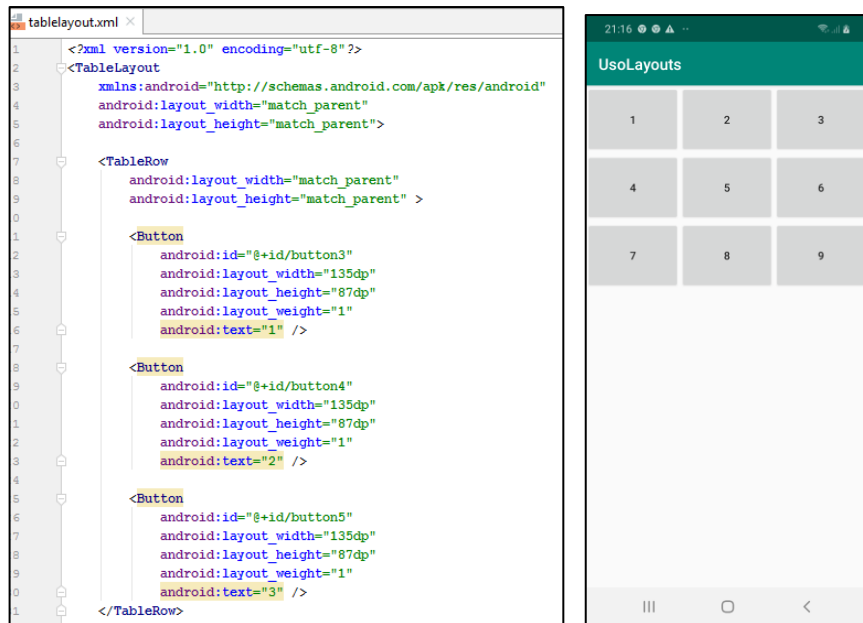 tablelayout.xml
1 <?xml version="1.0" encoding="utf-8"?>
2 <TableLayout
3 xmlns:android="http://schemas.android.com/apk/res/android"
4 android:layout_width="match_parent"
5 android:layout_height="match_parent">
6
7 <TableRow
8 android:layout_width="match_parent"
9 android:layout_height="match_parent" >
0
1 <Button
2 android:id="@+id/button3"
3 android:layout_width="135dp"
4 android:layout_height="87dp"
5 android:layout_weight="1"
6 android:text="1" />
7
8 <Button
9 android:id="@+id/button4"
0 android:layout_width="135dp"
1 android:layout_height="87dp"
2 android:layout_weight="1"
3 android:text="2" />
4
5 <Button
6 android:id="@+id/button5"
7 android:layout_width="135dp"
8 android:layout_height="87dp"
9 android:layout_weight="1"
0 android:text="3" />
1 </TableRow>
21:16
UsoLayouts
1 2 3
4 5 6
7 8 9